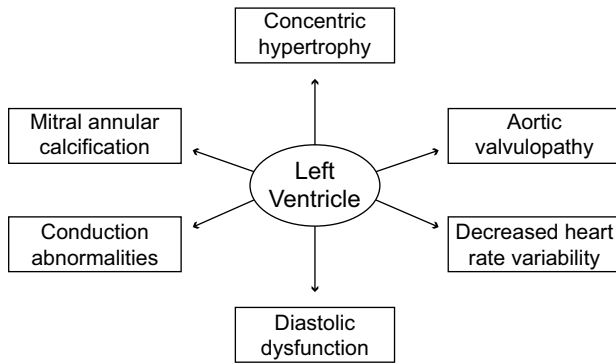 Concentric
hypertrophy
Mitral annular
calcification
Aortic
valvulopathy
Left
Ventricle
Conduction
abnormalities
Decreased heart
rate variability
Diastolic
dysfunction